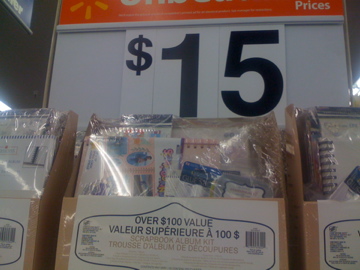 Prices
$15
OVER $100 VALUE
VALEUR SUPÉRIEURE À 100 $
SCRAPBOOK ALBUM KIT
TROUSSE D'ALBUM DE DÉCOUPURES